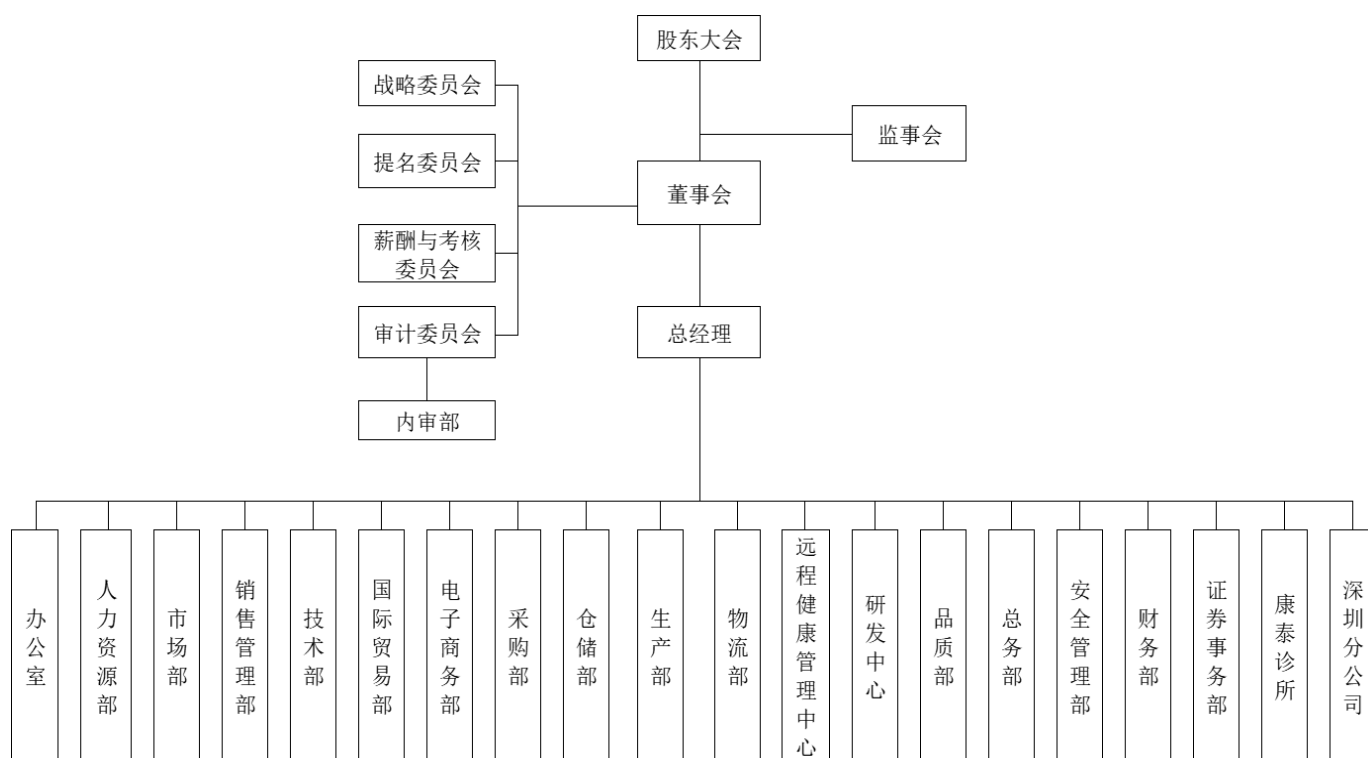 股东大会
战略委员会
监事会
提名委员会
董事会
薪酬与考核
委员会
审计委员会
总经理
内审部
办公室
人力资源部
市场部
销售管理部
技术部
国际贸易部
电子商务部
采购部
仓储部
生产部
物流部
远程健康管理中心
研发中心
品质部
总务部
安全管理部
财务部
证券事务部
康泰诊所
深圳分公司